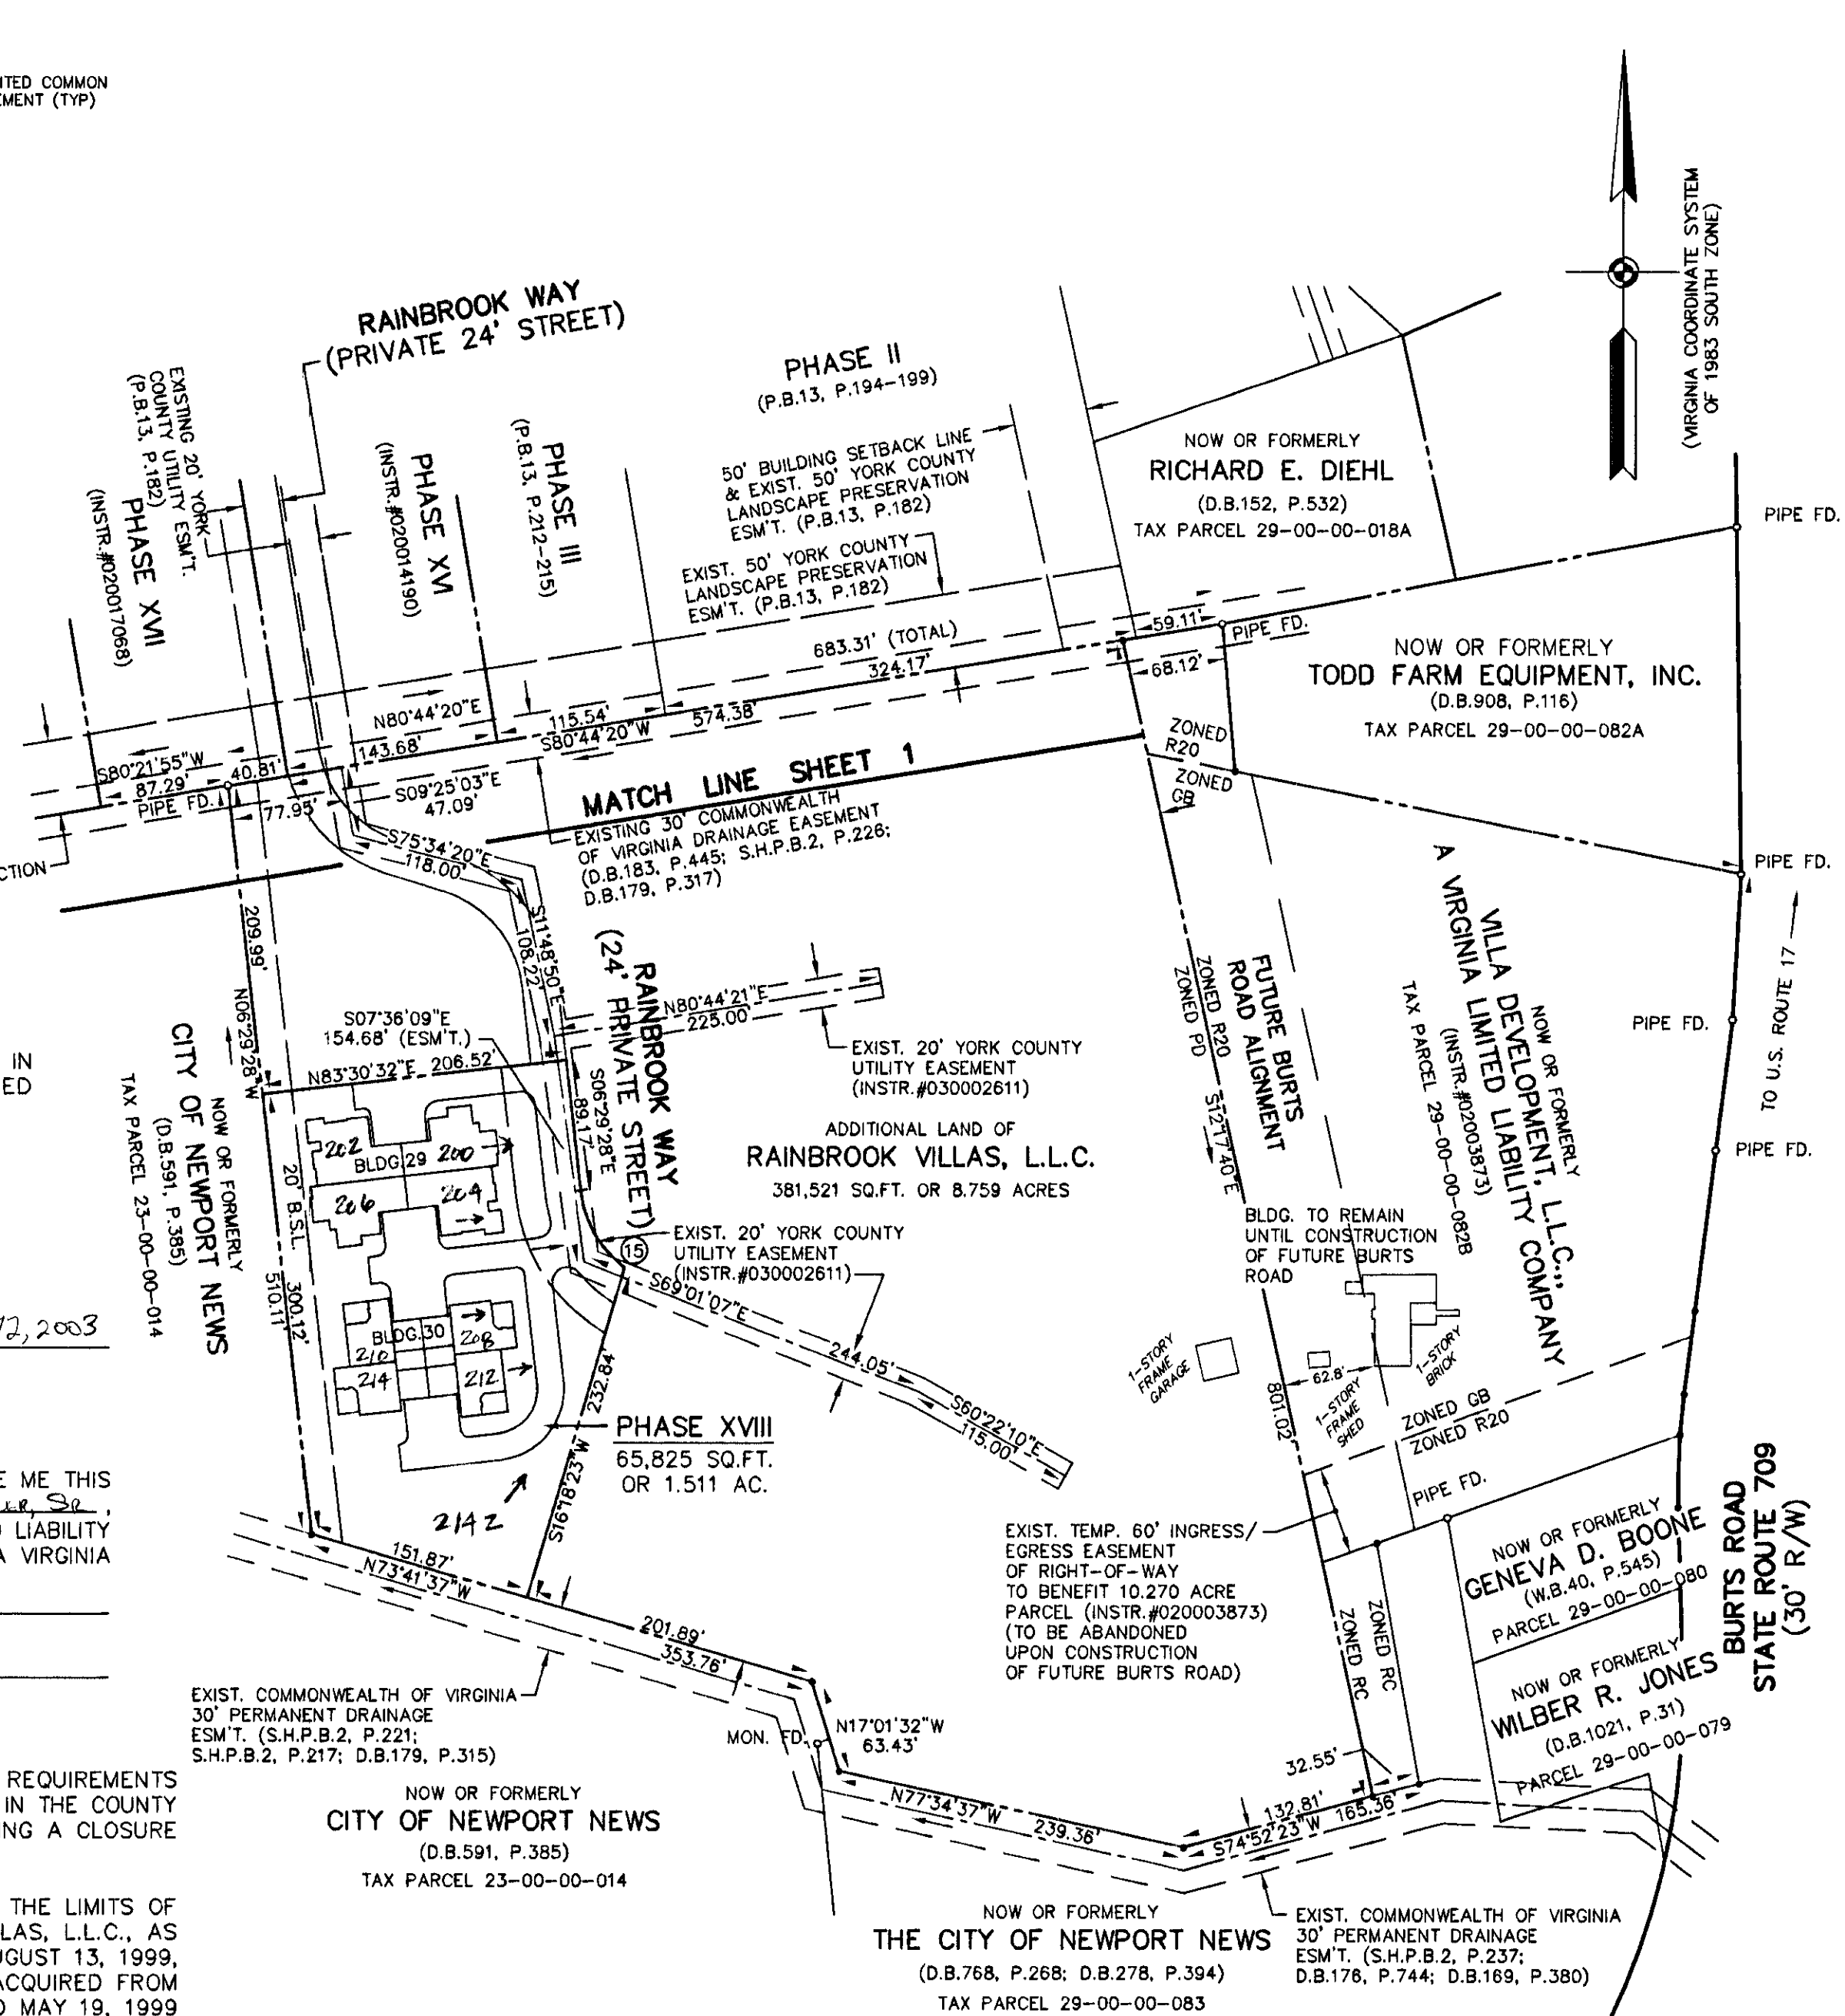 ITED COMMON
EMENT (TYP)
(VIRGINIA COORDINATE SYSTEM
OF 1983 SOUTH ZONE)
RAINBROOK WAY
(PRIVATE 24' STREET)
EXISTING 20' YORK
COUNTY UTILITY ESM'T.
(P.B.13, P.182)
PHASE XVII
(INSTR.#020017068)
PHASE XVI
(INSTR.#020014190)
PHASE III
(P.B.13, P.212-215)
PHASE II
(P.B.13, P.194-199)
50' BUILDING SETBACK LINE
& EXIST. 50' YORK COUNTY
LANDSCAPE PRESERVATION
ESM'T. (P.B.13, P.182)
EXIST. 50' YORK COUNTY
LANDSCAPE PRESERVATION
ESM'T. (P.B.13, P.182)
NOW OR FORMERLY
RICHARD E. DIEHL
(D.B.152, P.532)
TAX PARCEL 29-00-00-018A
PIPE FD.
683.31' (TOTAL)
324.17'
59.11'
PIPE FD.
68.12'
NOW OR FORMERLY
TODD FARM EQUIPMENT, INC.
(D.B.908, P.116)
TAX PARCEL 29-00-00-082A
N80°44'20"E
115.54'
574.38'
143.68'
S80°44'20"W
S80°21'55"W
87.29'
40.81'
PIPE FD.
77.95'
S09°25'03"E
47.09'
ZONED
R20
ZONED
GB
MATCH LINE SHEET 1
EXISTING 30' COMMONWEALTH
OF VIRGINIA DRAINAGE EASEMENT
(D.B.183, P.445; S.H.P.B.2, P.226;
D.B.179, P.317)
CTION
S75°34'20"E
118.00'
PIPE FD.
TO U.S. ROUTE 17
209.99'
N06°29'28"W
S11°48'50"E
108.22'
RAINBROOK WAY
(24' PRIVATE STREET)
N80°44'21"E
225.00'
EXIST. 20' YORK COUNTY
UTILITY EASEMENT
(INSTR.#030002611)
ZONED R20
ZONED PD
FUTURE BURTS
ROAD ALIGNMENT
S12°17'40"E
NOW OR FORMERLY
VILLA DEVELOPMENT, L.L.C.,;
A VIRGINIA LIMITED LIABILITY COMPANY
(INSTR.#02003873)
TAX PARCEL 29-00-00-082B
PIPE FD.
PIPE FD.
IN
ED
S07°36'09"E
154.68' (ESM'T.)
N83°30'32"E 206.52'
S06°29'28"E
89.17'
NOW OR FORMERLY
CITY OF NEWPORT NEWS
(D.B.591, P.385)
TAX PARCEL 23-00-00-014
20' B.S.L.
300.12'
510.11'
202
BLDG.29
200
206
204
ADDITIONAL LAND OF
RAINBROOK VILLAS, L.L.C.
381,521 SQ.FT. OR 8.759 ACRES
EXIST. 20' YORK COUNTY
UTILITY EASEMENT
(INSTR.#030002611)
15
S69°01'07"E
244.05'
S60°22'10"E
115.00'
BLDG. TO REMAIN
UNTIL CONSTRUCTION
OF FUTURE BURTS
ROAD
1-STORY
FRAME
GARAGE
62.8'
1-STORY
FRAME
SHED
1-STORY
BRICK
801.02'
ZONED GB
ZONED R20
12, 2003
BLDG.30
208
210
214
212
232.84'
S16°18'23"W
PHASE XVIII
65,825 SQ.FT.
OR 1.511 AC.
2142
PIPE FD.
E ME THIS
SR,
LIABILITY
A VIRGINIA
151.87'
N73°41'37"W
201.89'
353.76'
EXIST. TEMP. 60' INGRESS/
EGRESS EASEMENT
OF RIGHT-OF-WAY
TO BENEFIT 10.270 ACRE
PARCEL (INSTR.#020003873)
(TO BE ABANDONED
UPON CONSTRUCTION
OF FUTURE BURTS ROAD)
ZONED RC
ZONED RC
NOW OR FORMERLY
GENEVA D. BOONE
(W.B.40, P.545)
PARCEL 29-00-00-080
BURTS ROAD
STATE ROUTE 709
(30' R/W)
NOW OR FORMERLY
WILBER R. JONES
(D.B.1021, P.31)
PARCEL 29-00-00-079
EXIST. COMMONWEALTH OF VIRGINIA
30' PERMANENT DRAINAGE
ESM'T. (S.H.P.B.2, P.221;
S.H.P.B.2, P.217; D.B.179, P.315)
MON. FD.
N17°01'32"W
63.43'
32.55'
REQUIREMENTS
IN THE COUNTY
ING A CLOSURE
NOW OR FORMERLY
CITY OF NEWPORT NEWS
(D.B.591, P.385)
TAX PARCEL 23-00-00-014
N77°34'37"W
239.36'
132.81'
S74°52'23"W
165.36'
THE LIMITS OF
LAS, L.L.C., AS
UGUST 13, 1999,
ACQUIRED FROM
D MAY 19, 1999
NOW OR FORMERLY
THE CITY OF NEWPORT NEWS
(D.B.768, P.268; D.B.278, P.394)
TAX PARCEL 29-00-00-083
EXIST. COMMONWEALTH OF VIRGINIA
30' PERMANENT DRAINAGE
ESM'T. (S.H.P.B.2, P.237;
D.B.176, P.744; D.B.169, P.380)